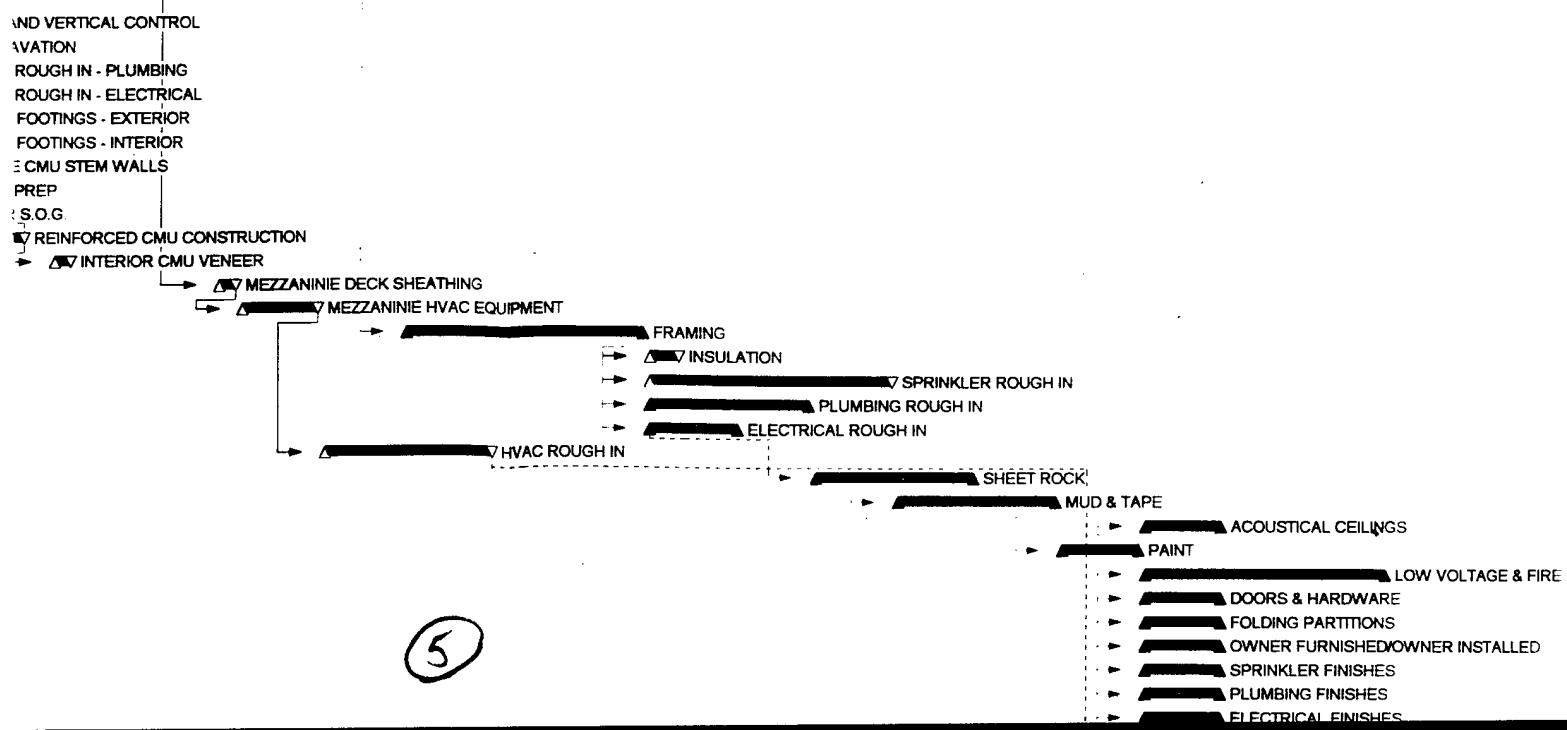 AND VERTICAL CONTROL
AVATION
ROUGH IN - PLUMBING
ROUGH IN - ELECTRICAL
FOOTINGS - EXTERIOR
FOOTINGS - INTERIOR
E CMU STEM WALLS
PREP
R S.O.G.
REINFORCED CMU CONSTRUCTION
INTERIOR CMU VENEER
MEZZANINIE DECK SHEATHING
MEZZANINIE HVAC EQUIPMENT
FRAMING
INSULATION
SPRINKLER ROUGH IN
PLUMBING ROUGH IN
ELECTRICAL ROUGH IN
HVAC ROUGH IN
SHEET ROCK
MUD & TAPE
ACOUSTICAL CEILINGS
PAINT
LOW VOLTAGE & FIRE
DOORS & HARDWARE
FOLDING PARTITIONS
OWNER FURNISHED/OWNER INSTALLED
SPRINKLER FINISHES
PLUMBING FINISHES
ELECTRICAL FINISHES
5